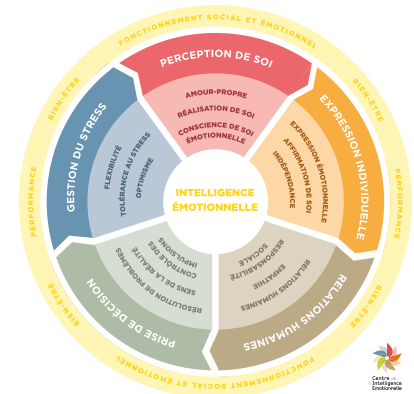 FONCTIONNEMENT SOCIAL ET ÉMOTIONNEL
BIEN-ÊTRE
PERFORMANCE
BIEN-ÊTRE
FONCTIONNEMENT SOCIAL ET ÉMOTIONNEL
BIEN-ÊTRE
PERFORMANCE
BIEN-ÊTRE
PERCEPTION DE SOI
AMOUR-PROPRE
RÉALISATION DE SOI
CONSCIENCE DE SOI
ÉMOTIONNELLE
EXPRESSION INDIVIDUELLE
EXPRESSION ÉMOTIONNELLE
AFFIRMATION DE SOI
INDÉPENDANCE
RELATIONS HUMAINES
RELATIONS HUMAINES
EMPATHIE
RESPONSABILITÉ
SOCIALE
PRISE DE DÉCISION
RÉSOLUTION DE PROBLÈMES
SENS DE LA RÉALITÉ
CONTRÔLE DES
IMPULSIONS
GESTION DU STRESS
FLEXIBILITÉ
TOLÉRANCE AU STRESS
OPTIMISME
INTELLIGENCE
ÉMOTIONNELLE
Centre
Intelligence
Emotionnelle